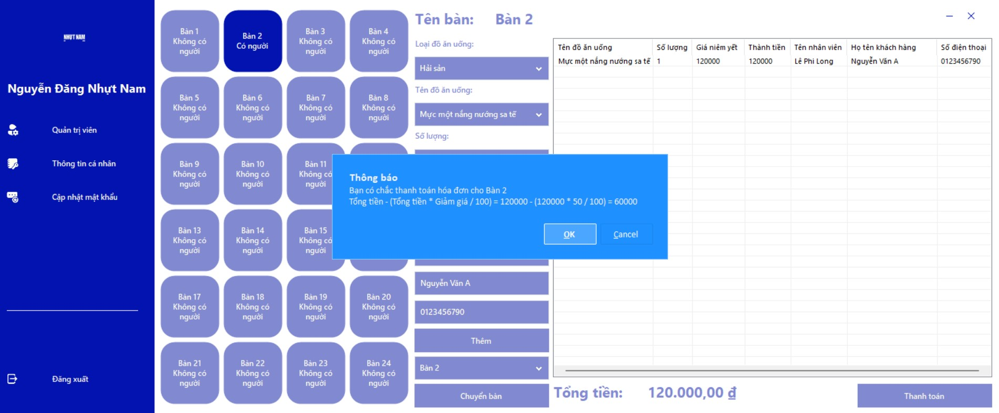 NHỰT NAM
Nguyễn Đăng Nhựt Nam
Quản trị viên
Thông tin cá nhân
Cập nhật mật khẩu
Đăng xuất
Bàn 1
Không có
người
Bàn 2
Có người
Bàn 3
Không có
người
Bàn 4
Không có
người
Bàn 5
Không có
người
Bàn 6
Không có
người
Bàn 7
Không có
người
Bàn 8
Không có
người
Bàn 9
Không có
người
Bàn 10
Không có
người
Bàn 11
Không có
người
Bàn 13
Không có
người
Bàn 14
Không có
người
Bàn 15
Không có
người
Bàn 17
Không có
người
Bàn 18
Không có
người
Bàn 19
Không có
người
Bàn 20
Không có
người
Bàn 21
Không có
người
Bàn 22
Không có
người
Bàn 23
Không có
người
Bàn 24
Không có
người
Tên bàn: Bàn 2
Loại đồ ăn uống:
Hải sản
Tên đồ ăn uống:
Mực một nắng nướng sa tế
Số lượng:
Thông báo
Bạn có chắc thanh toán hóa đơn cho Bàn 2
Tổng tiền - (Tổng tiền * Giảm giá / 100) = 120000 - (120000 * 50 / 100) = 60000
OK Cancel
Nguyễn Văn A
0123456790
Thêm
Bàn 2
Chuyển bàn
Tên đồ ăn uống Số lượng Giá niêm yết Thành tiền Tên nhân viên Họ tên khách hàng Số điện thoại
Mực một nắng nướng sa tế 1 120000 120000 Lê Phi Long Nguyễn Văn A 0123456790
Tổng tiền: 120.000,00 ₫
Thanh toán